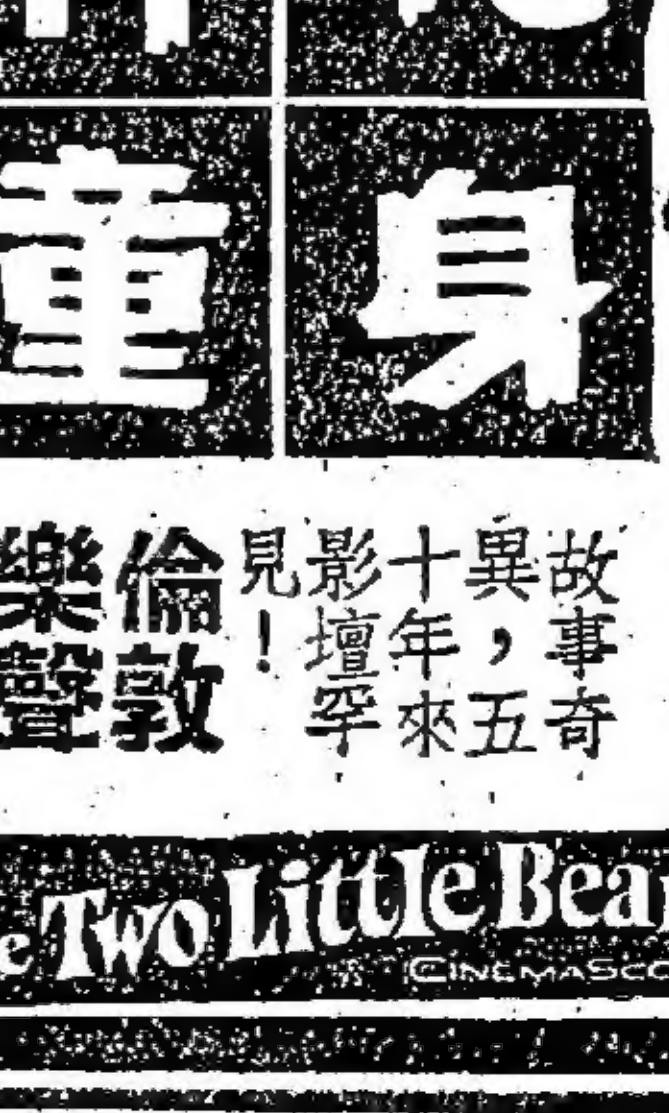 身
童
故事奇
異，五
十年來
影壇罕
見！
倫敦
樂聲
e Two Little Bea
CINEMASCO